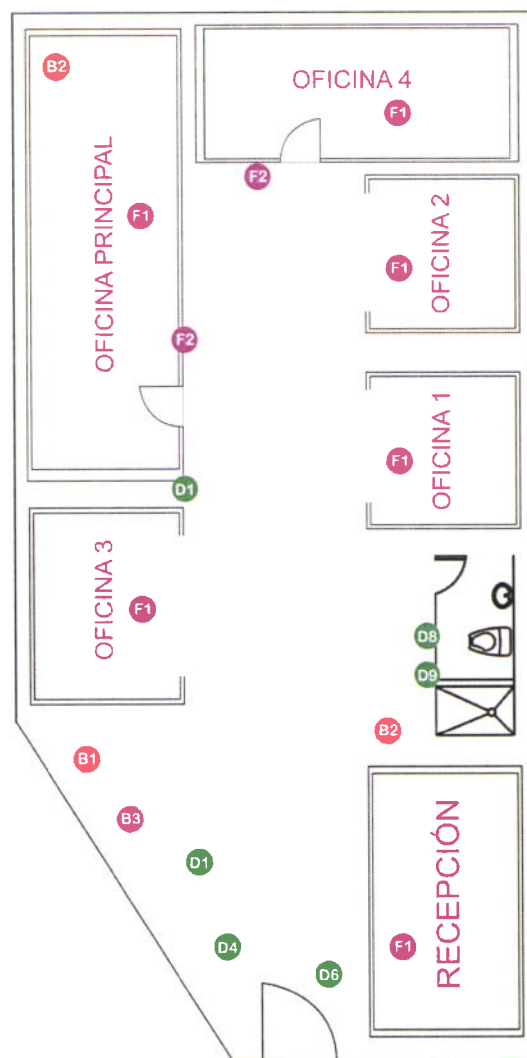 B2
OFICINA 4
F1
F2
OFICINA PRINCIPAL
F1
OFICINA 2
F1
F2
OFICINA 1
F1
D1
OFICINA 3
F1
D8
D9
B2
B1
B3
D1
RECEPCIÓN
F1
D4
D6